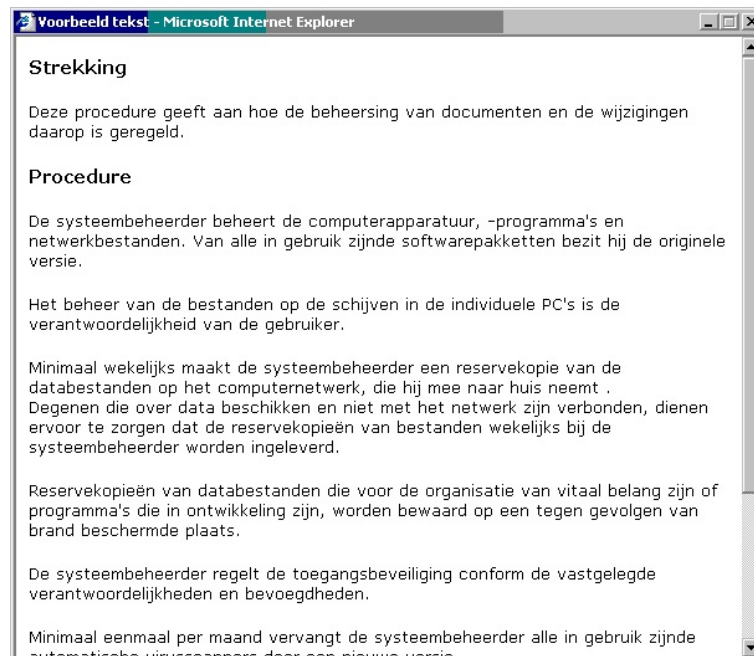 Voorbeeld tekst - Microsoft Internet Explorer
Strekking
Deze procedure geeft aan hoe de beheersing van documenten en de wijzigingen
daarop is geregeld.
Procedure
De systeembeheerder beheert de computerapparatuur, -programma's en
netwerkbestanden. Van alle in gebruik zijnde softwarepakketten bezit hij de originele
versie.
Het beheer van de bestanden op de schijven in de individuele PC's is de
verantwoordelijkheid van de gebruiker.
Minimaal wekelijks maakt de systeembeheerder een reservekopie van de
databestanden op het computernetwerk, die hij mee naar huis neemt .
Degenen die over data beschikken en niet met het netwerk zijn verbonden, dienen
ervoor te zorgen dat de reservekopieën van bestanden wekelijks bij de
systeembeheerder worden ingeleverd.
Reservekopieën van databestanden die voor de organisatie van vitaal belang zijn of
programma's die in ontwikkeling zijn, worden bewaard op een tegen gevolgen van
brand beschermde plaats.
De systeembeheerder regelt de toegangsbeveiliging conform de vastgelegde
verantwoordelijkheden en bevoegdheden.
Minimaal eenmaal per maand vervangt de systeembeheerder alle in gebruik zijnde
automatische virusscanners door een nieuwe versie.